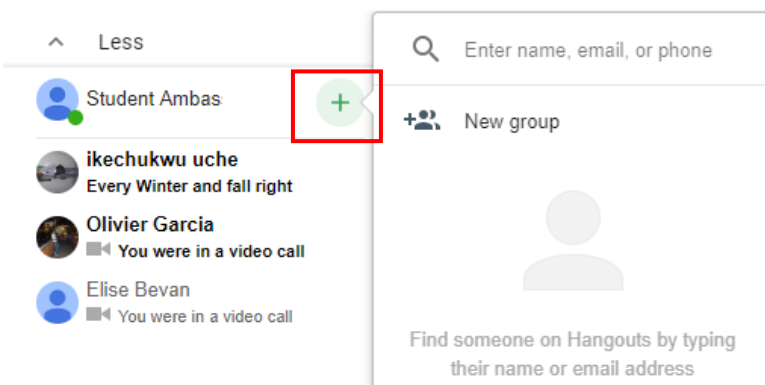 Less
Student Ambas
ikechukwu uche
Every Winter and fall right
Olivier Garcia
You were in a video call
Elise Bevan
You were in a video call
Enter name, email, or phone
New group
Find someone on Hangouts by typing
their name or email address